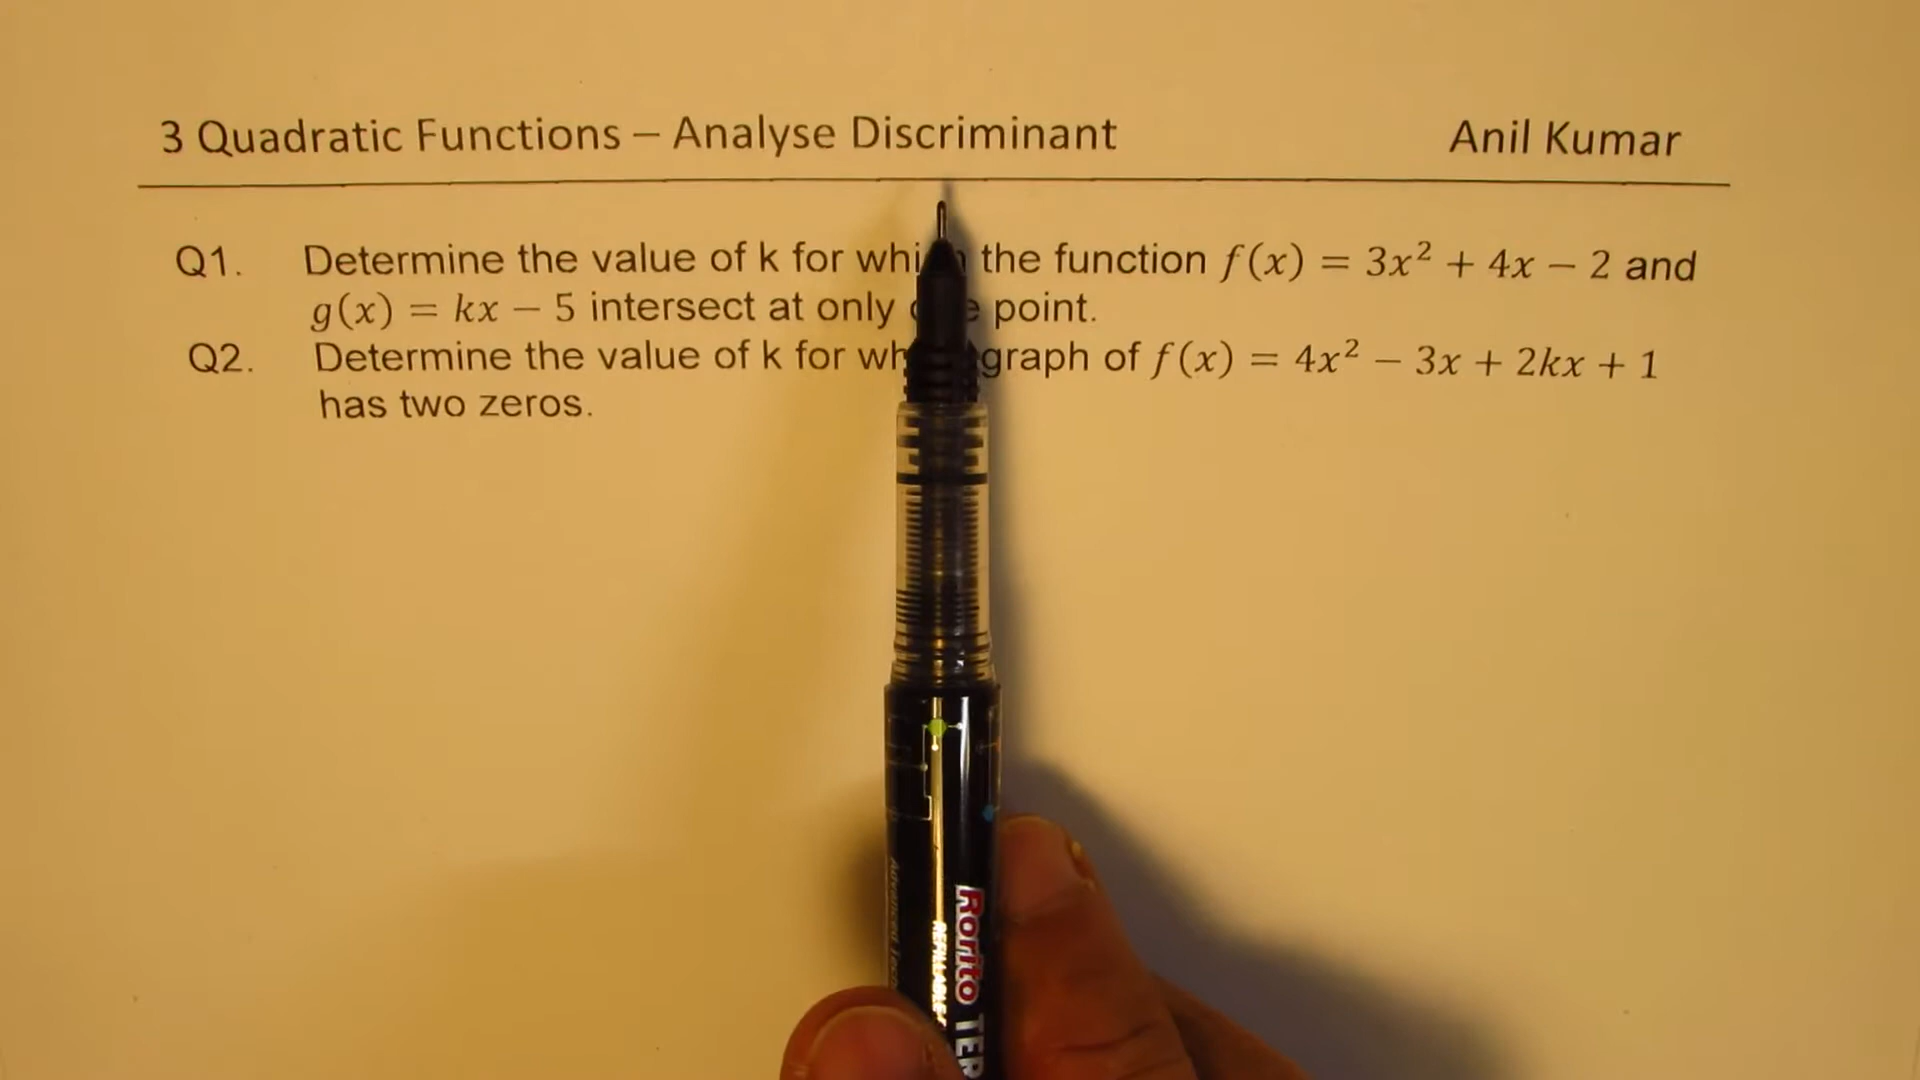 3 Quadratic Functions – Analyse Discriminant Anil Kumar
Q1. Determine the value of k for the function f(x) = 3x² + 4x – 2 and
g(x) = kx – 5 intersect at only point.
Q2. Determine the value of k for graph of f(x) = 4x² – 3x + 2kx + 1
has two zeros.
Rorito
REFILLABLE
Advanced